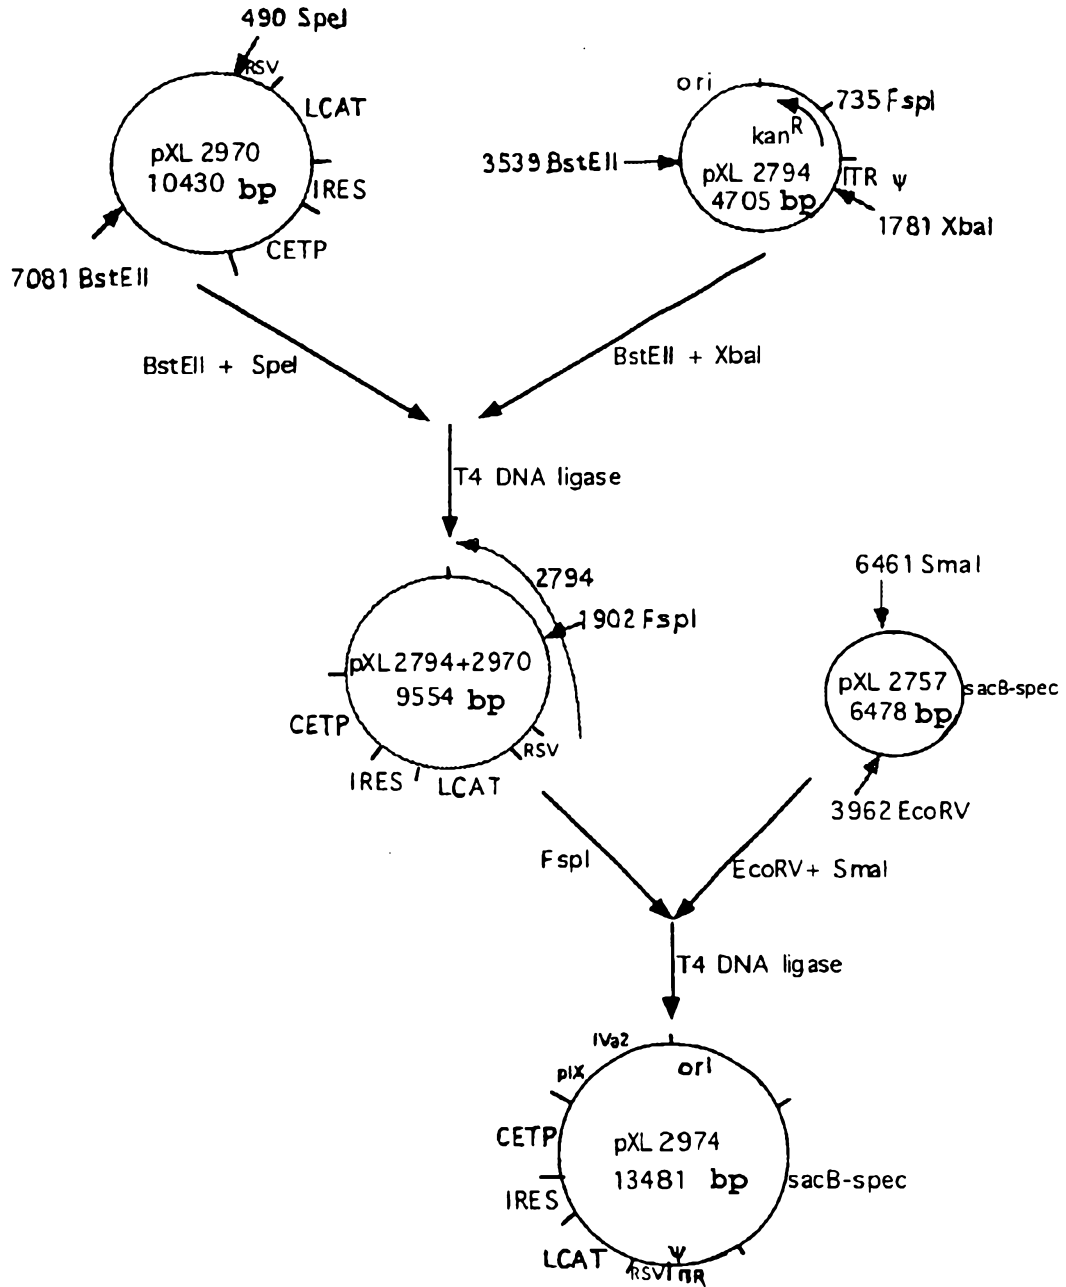 490 SpeI
RSV
LCAT
pXL 2970
10430 bp
IRES
CETP
7081 BstEII
ori
735 FspI
kanR
3539 BstEII
pXL 2794
4705 bp
ITR ψ
1781 XbaI
BstEII + SpeI
BstEII + XbaI
T4 DNA ligase
2794
1902 FspI
pXL2794+2970
9554 bp
CETP
RSV
IRES
LCAT
6461 SmaI
pXL 2757
6478 bp
sacB-spec
3962 EcoRV
FspI
EcoRV+ SmaI
T4 DNA ligase
IVa2
ori
pIX
CETP
pXL 2974
13481 bp
sacB-spec
IRES
LCAT
ψ
RSV
ITR